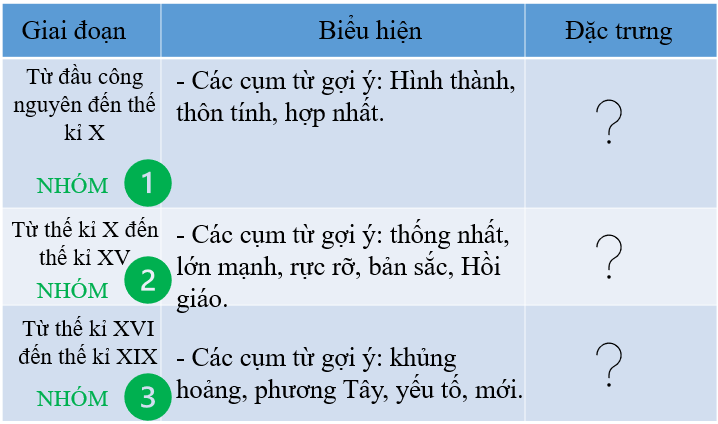 Giai đoạn
Biểu hiện
Đặc trưng
Từ đầu công
nguyên đến thế
kỉ X
NHÓM 1
- Các cụm từ gợi ý: Hình thành,
thôn tính, hợp nhất.
?
Từ thế kỉ X đến
thế kỉ XV
NHÓM 2
- Các cụm từ gợi ý: thống nhất,
lớn mạnh, rực rỡ, bản sắc, Hồi
giáo.
?
Từ thế kỉ XVI
đến thế kỉ XIX
NHÓM 3
- Các cụm từ gợi ý: khủng
hoảng, phương Tây, yếu tố, mới.
?